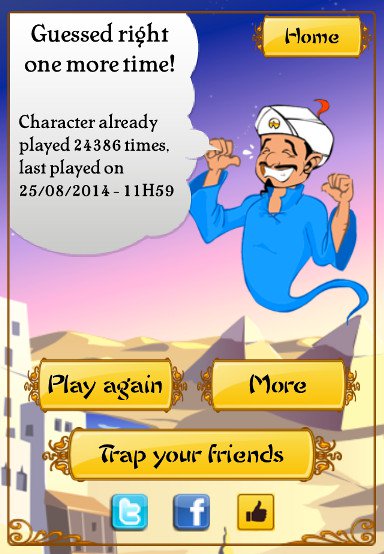 Guessed right
one more time!
Character already
played 24386 times,
last played on
25/08/2014 - 11H59
Home
Play again
More
Trap your friends